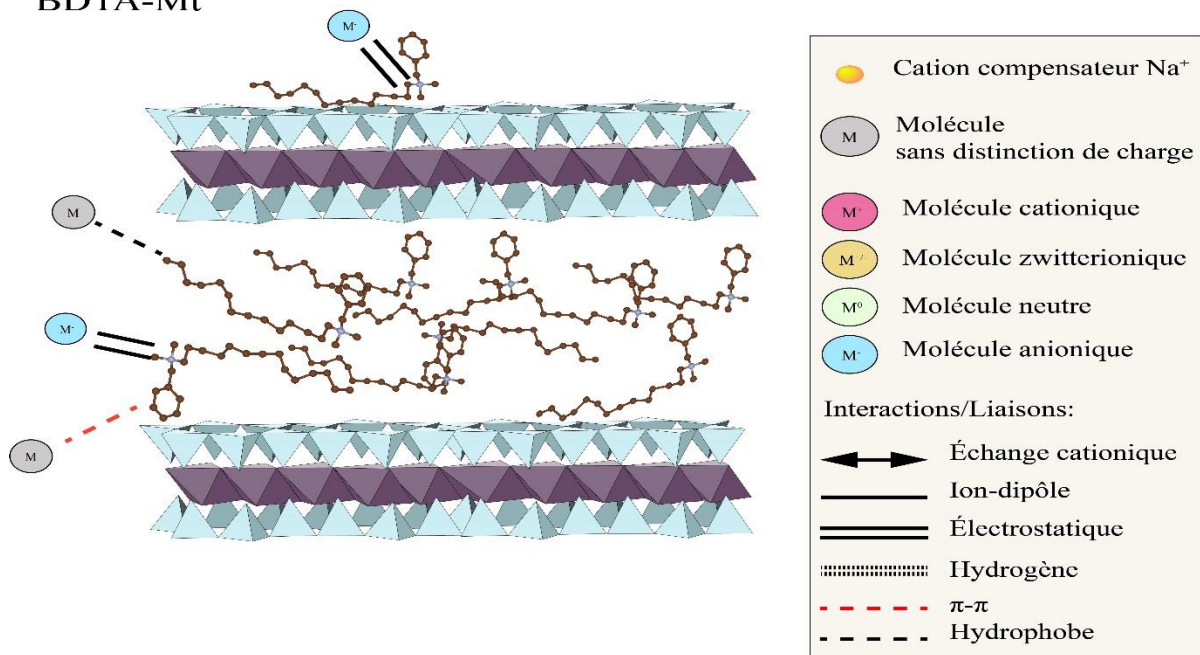 BDTA-Mt
M-
M
M-
M
Cation compensateur Na+
M
Molécule
sans distinction de charge
M+
Molécule cationique
M-/
Molécule zwitterionique
M0
Molécule neutre
M-
Molécule anionique
Interactions/Liaisons:
Échange cationique
Ion-dipôle
Électrostatique
Hydrogène
π-π
Hydrophobe